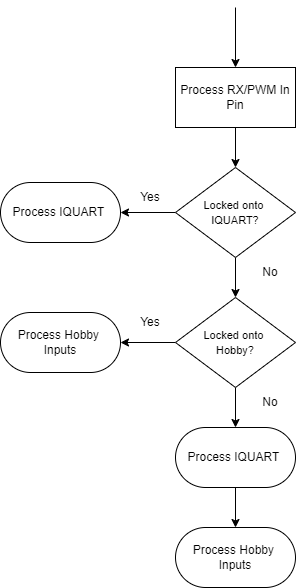 Process RX/PWM In
Pin
Locked onto
IQUART?
Yes
Process IQUART
No
Locked onto
Hobby?
Yes
Process Hobby
Inputs
No
Process IQUART
Process Hobby
Inputs